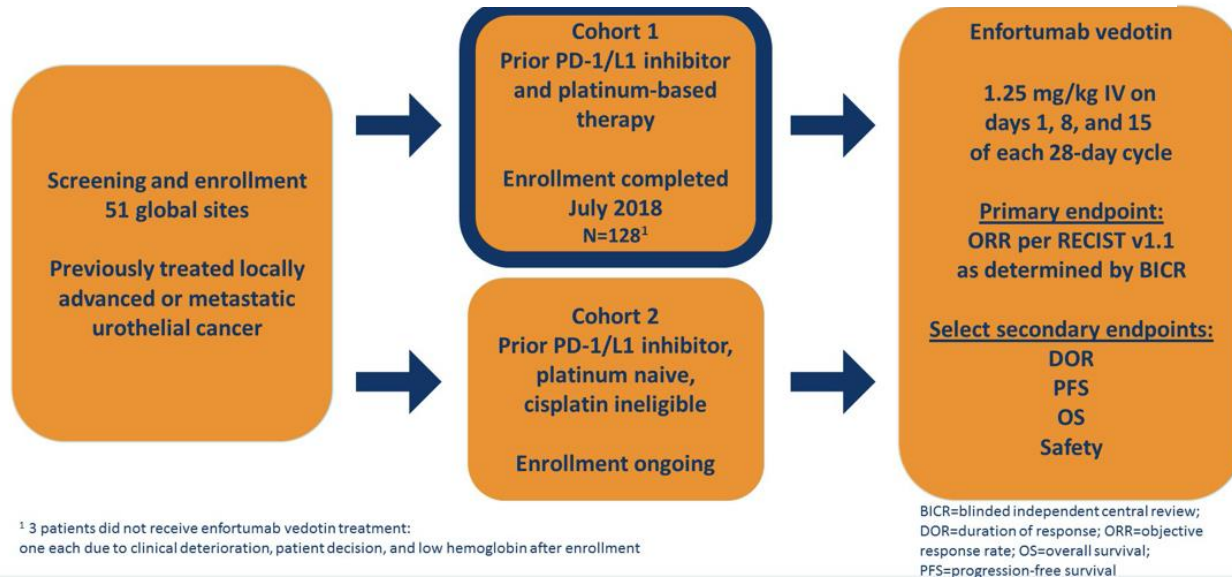 Screening and enrollment
51 global sites
Previously treated locally
advanced or metastatic
urothelial cancer
Cohort 1
Prior PD-1/L1 inhibitor
and platinum-based
therapy
Enrollment completed
July 2018
N=128¹
Cohort 2
Prior PD-1/L1 inhibitor,
platinum naive,
cisplatin ineligible
Enrollment ongoing
Enfortumab vedotin
1.25 mg/kg IV on
days 1, 8, and 15
of each 28-day cycle
Primary endpoint:
ORR per RECIST v1.1
as determined by BICR
Select secondary endpoints:
DOR
PFS
OS
Safety
¹ 3 patients did not receive enfortumab vedotin treatment:
one each due to clinical deterioration, patient decision, and low hemoglobin after enrollment
BICR=blinded independent central review;
DOR=duration of response; ORR=objective
response rate; OS=overall survival;
PFS=progression-free survival